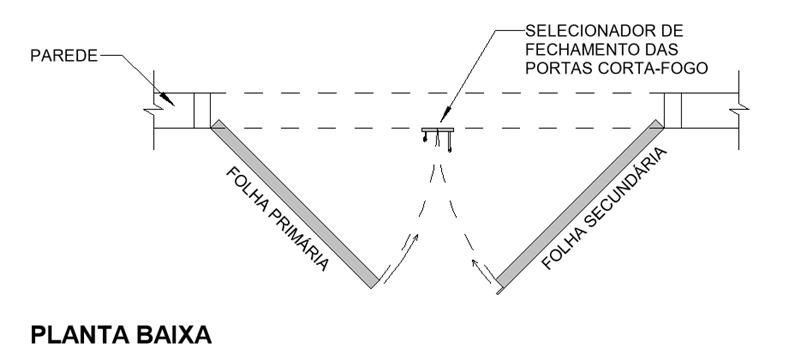 SELECIONADOR DE
FECHAMENTO DAS
PORTAS CORTA-FOGO
PAREDE
FOLHA PRIMÁRIA
FOLHA SECUNDÁRIA
PLANTA BAIXA